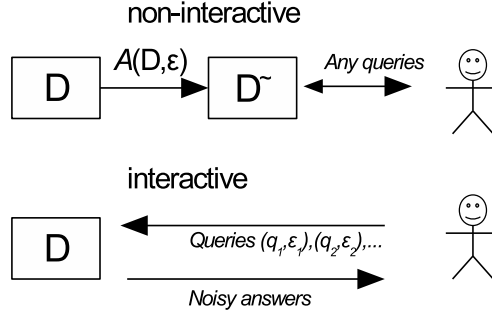 non-interactive
A(D,ε)
D
D~
Any queries
interactive
D
Queries (q₁,ε₁),(q₂,ε₂),...
Noisy answers